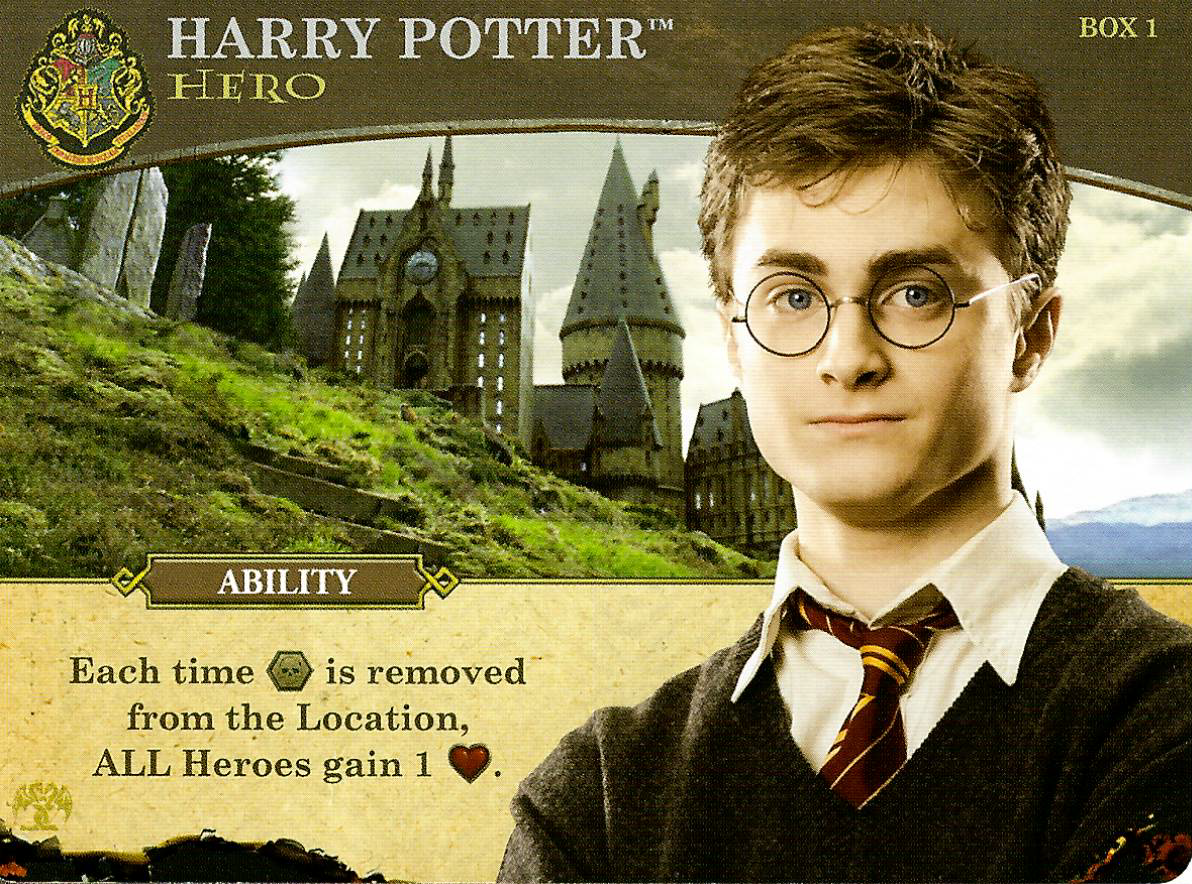 HARRY POTTER™
HERO
BOX 1
ABILITY
Each time is removed
from the Location,
ALL Heroes gain 1 .